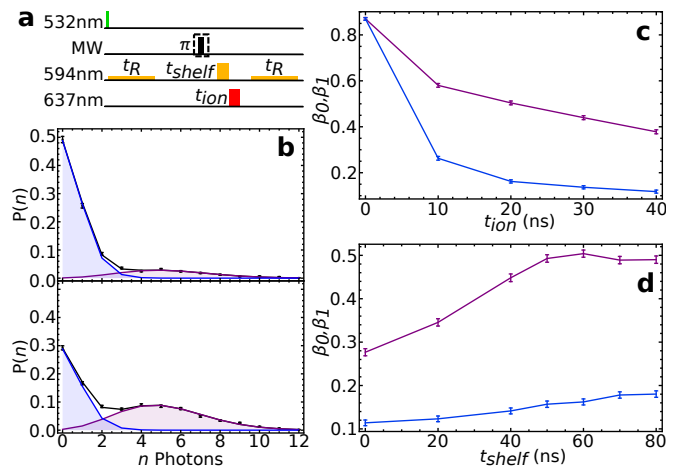 a
532nm
MW
π
594nm
t_R
t_shelf
t_R
637nm
t_ion
b
0.5
0.4
0.3
0.2
0.1
0.0
P(n)
0.4
0.3
0.2
0.1
0.0
P(n)
0 2 4 6 8 10 12
n Photons
c
0.8
0.6
0.4
0.2
β0,β1
0 10 20 30 40
t_ion (ns)
d
0.5
0.4
0.3
0.2
0.1
β0,β1
0 20 40 50 60 70 80
t_shelf (ns)